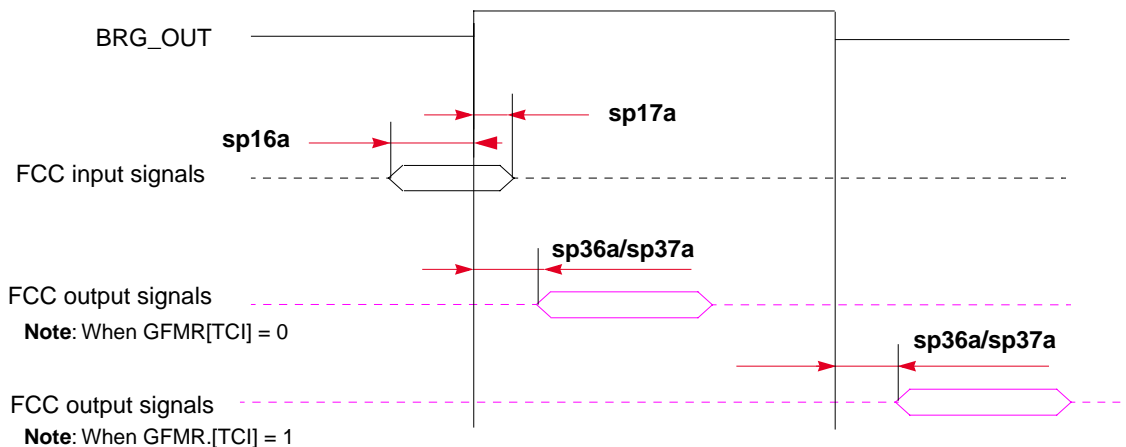 BRG_OUT
sp17a
sp16a
FCC input signals
sp36a/sp37a
FCC output signals
Note: When GFMR[TCI] = 0
sp36a/sp37a
FCC output signals
Note: When GFMR.[TCI] = 1